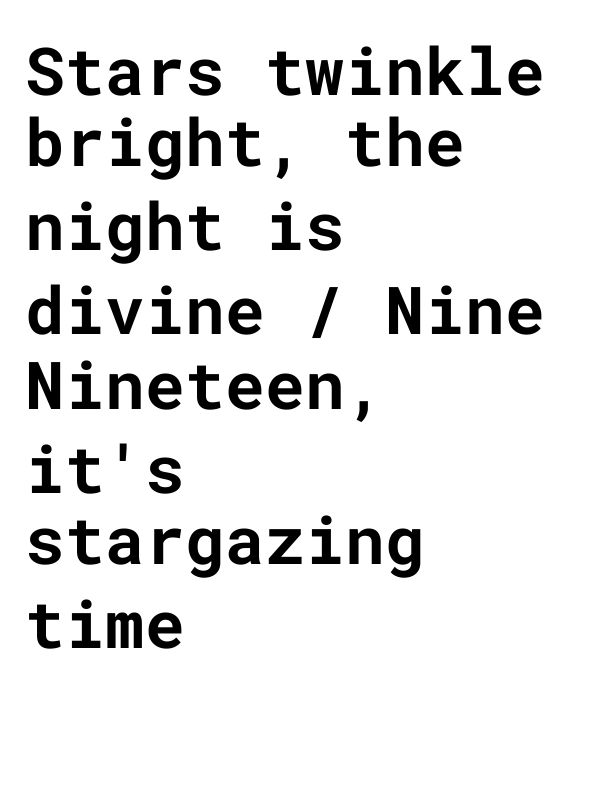 Stars twinkle
bright, the
night is
divine / Nine
Nineteen,
it's
stargazing
time